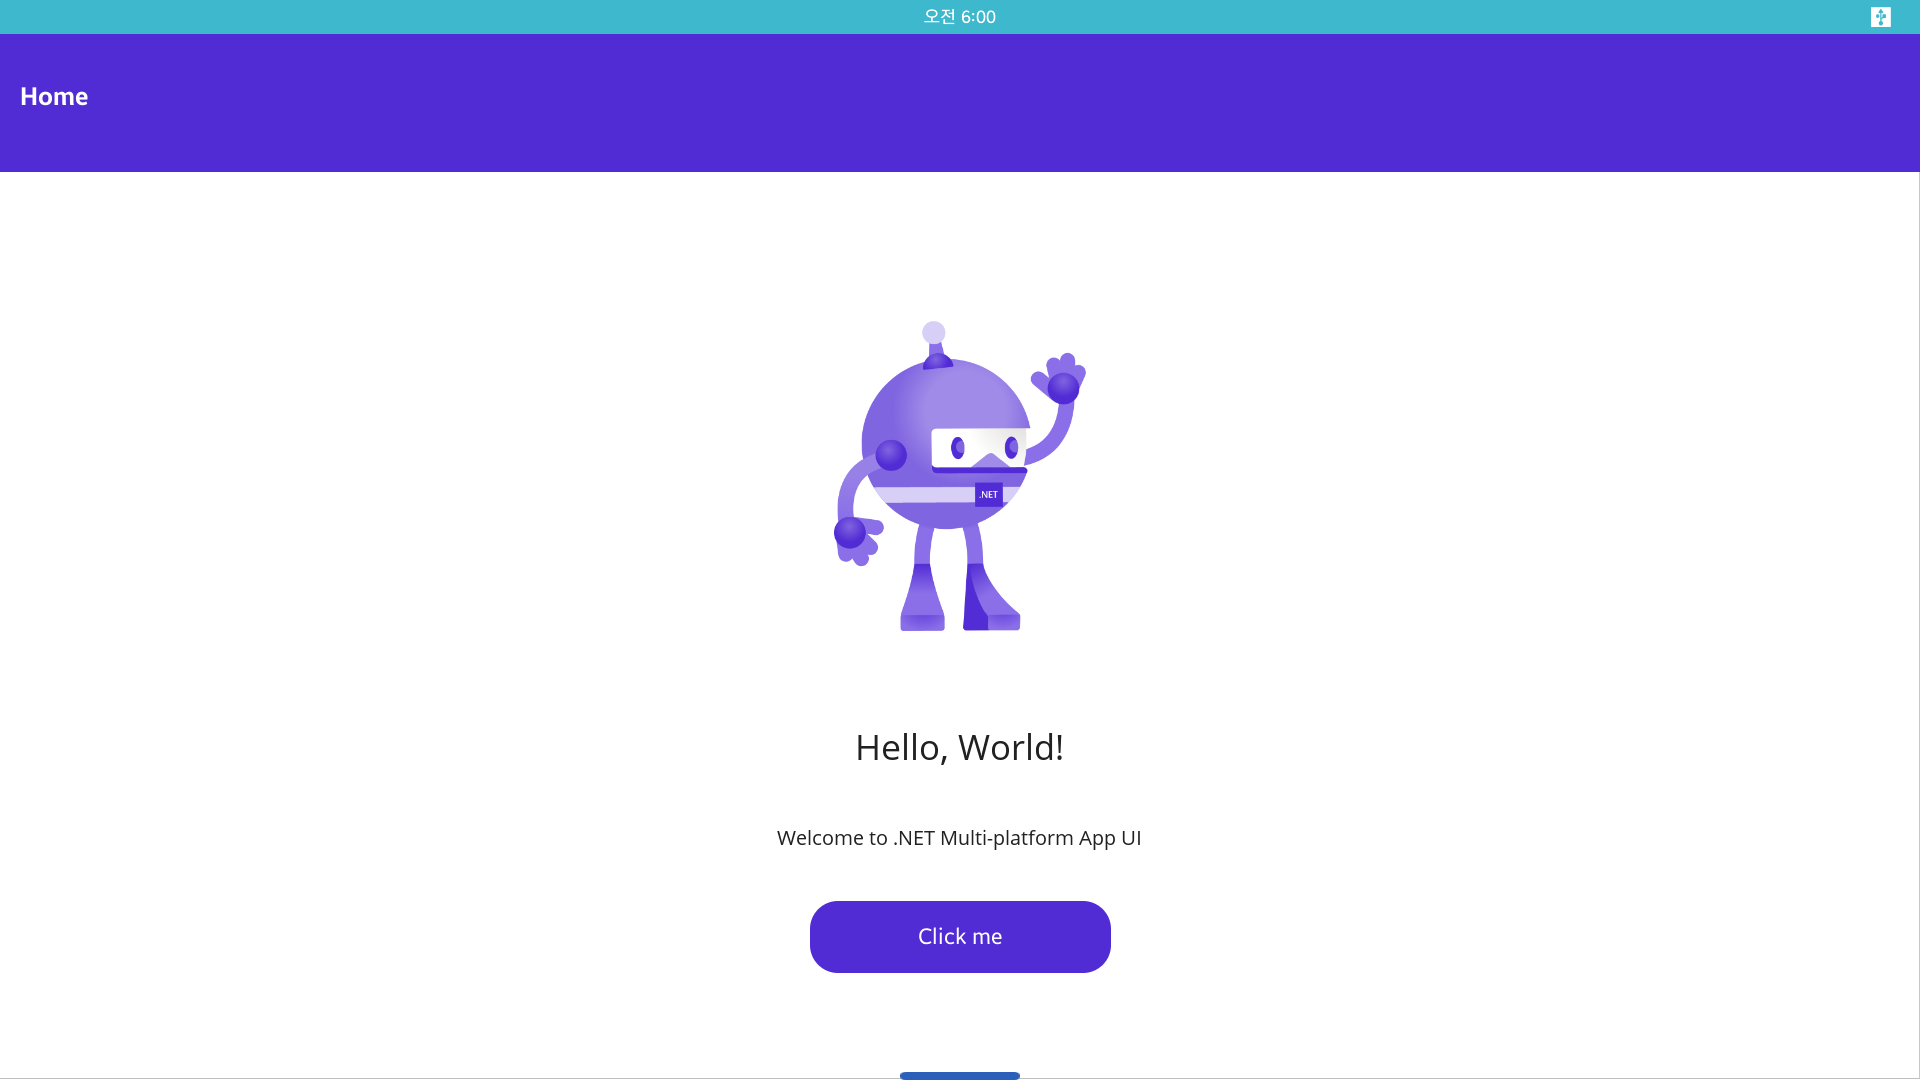 오전 6:00
Home
.NET
Hello, World!
Welcome to .NET Multi-platform App UI
Click me